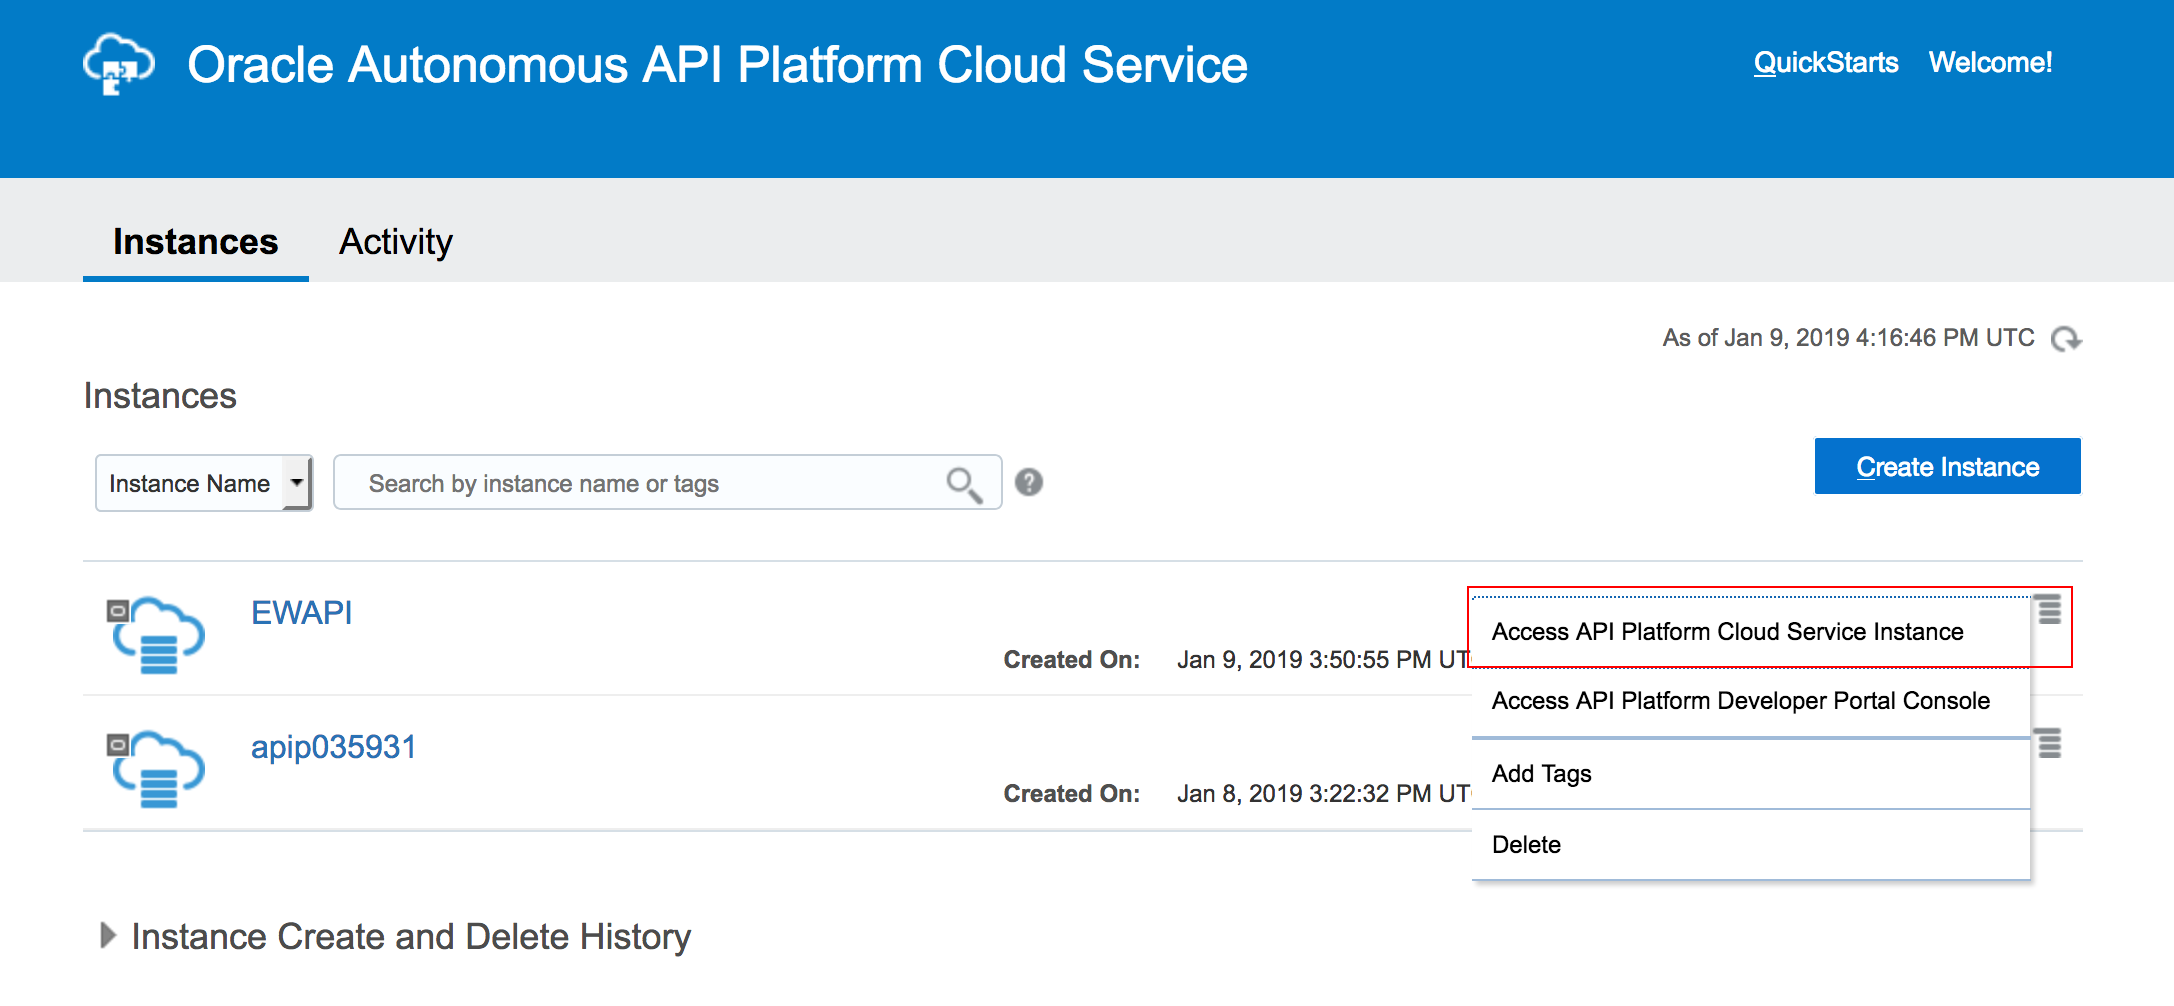 Oracle Autonomous API Platform Cloud Service
QuickStarts Welcome!
Instances Activity
As of Jan 9, 2019 4:16:46 PM UTC
Instances
Instance Name Search by instance name or tags ?
Create Instance
EWAPI
Created On: Jan 9, 2019 3:50:55 PM UT
apip035931
Created On: Jan 8, 2019 3:22:32 PM UT
Access API Platform Cloud Service Instance
Access API Platform Developer Portal Console
Add Tags
Delete
Instance Create and Delete History